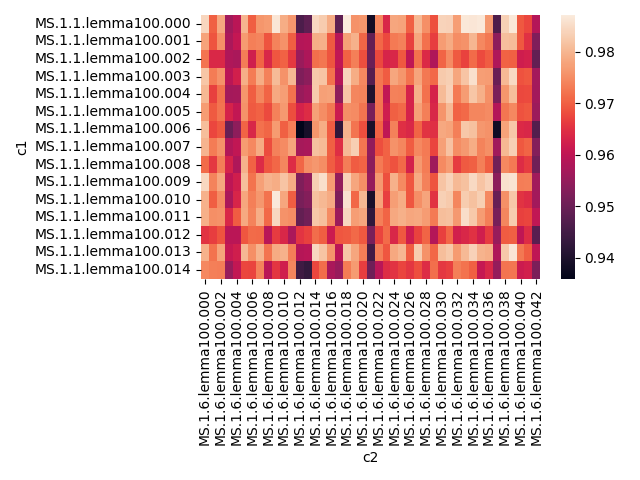 c1
MS.1.1.lemma100.000
MS.1.1.lemma100.001
MS.1.1.lemma100.002
MS.1.1.lemma100.003
MS.1.1.lemma100.004
MS.1.1.lemma100.005
MS.1.1.lemma100.006
MS.1.1.lemma100.007
MS.1.1.lemma100.008
MS.1.1.lemma100.009
MS.1.1.lemma100.010
MS.1.1.lemma100.011
MS.1.1.lemma100.012
MS.1.1.lemma100.013
MS.1.1.lemma100.014
MS.1.6.lemma100.000
MS.1.6.lemma100.002
MS.1.6.lemma100.004
MS.1.6.lemma100.006
MS.1.6.lemma100.008
MS.1.6.lemma100.010
MS.1.6.lemma100.012
MS.1.6.lemma100.014
MS.1.6.lemma100.016
MS.1.6.lemma100.018
MS.1.6.lemma100.020
MS.1.6.lemma100.022
MS.1.6.lemma100.024
MS.1.6.lemma100.026
MS.1.6.lemma100.028
MS.1.6.lemma100.030
MS.1.6.lemma100.032
MS.1.6.lemma100.034
MS.1.6.lemma100.036
MS.1.6.lemma100.038
MS.1.6.lemma100.040
MS.1.6.lemma100.042
c2
0.98
0.97
0.96
0.95
0.94